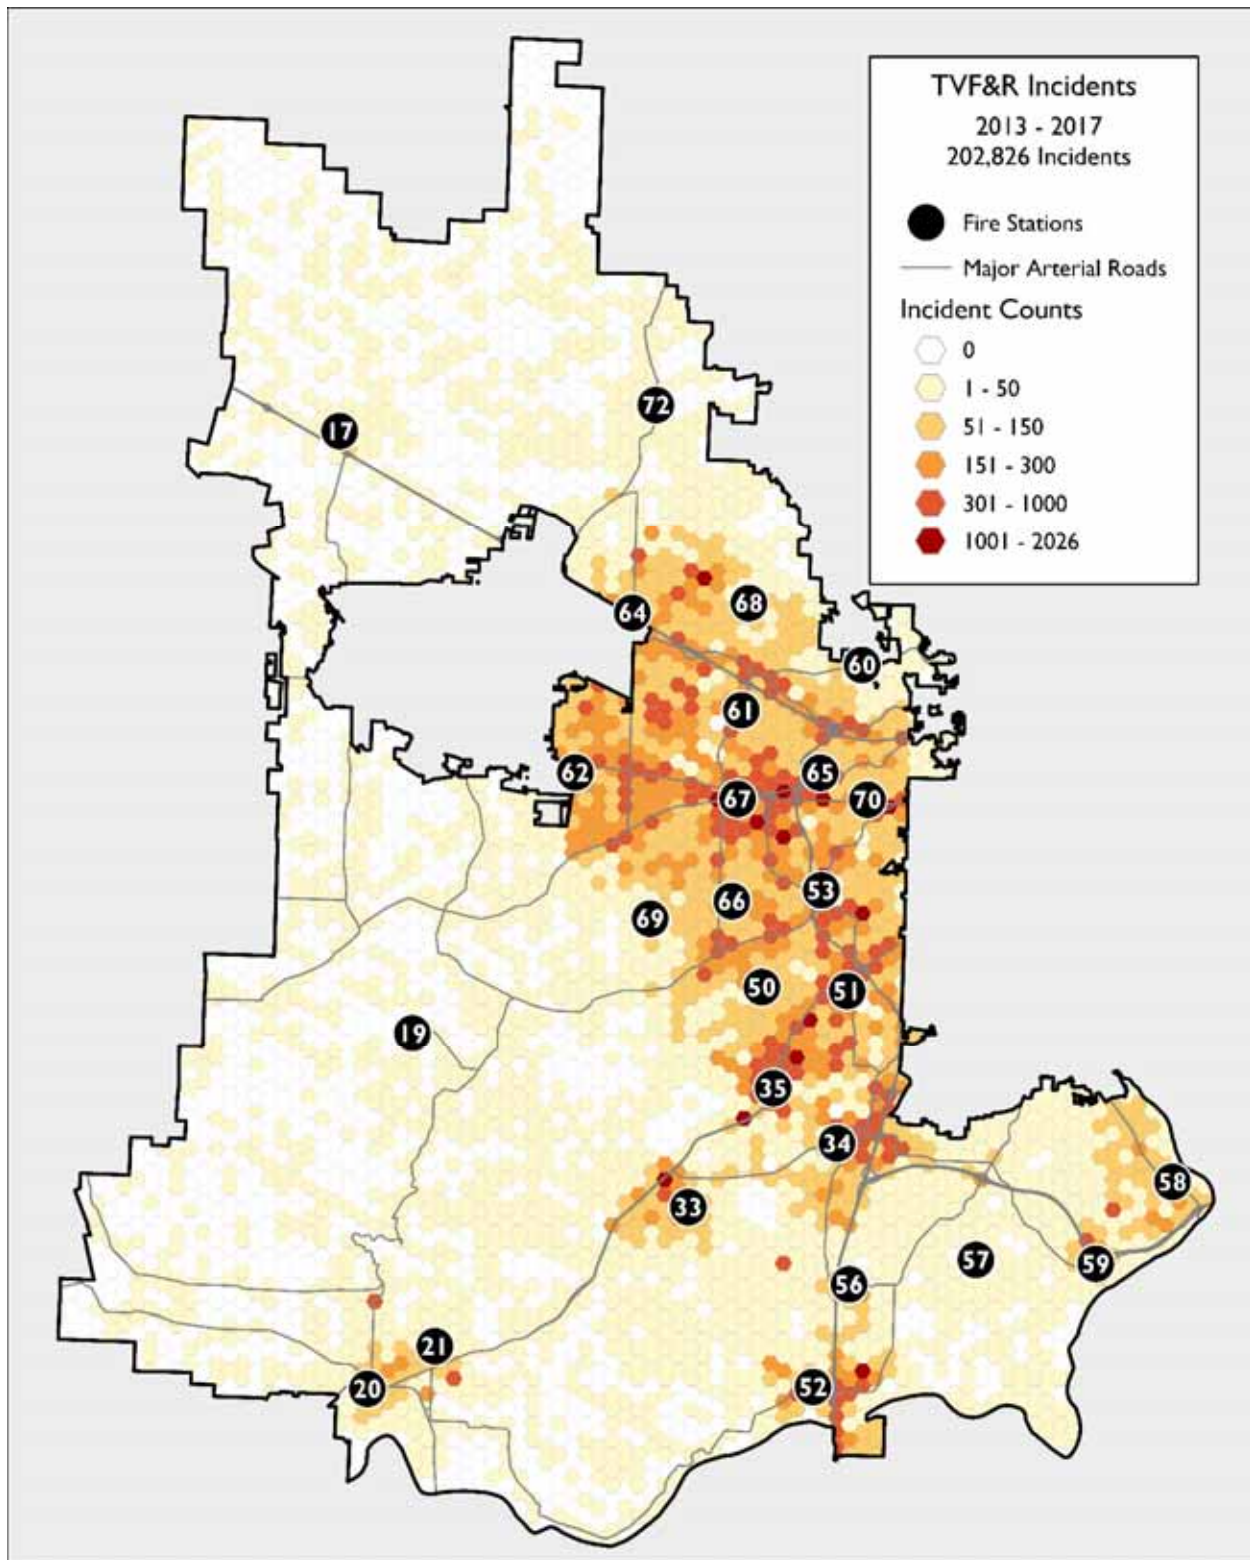 TVF&R Incidents
2013 - 2017
202,826 Incidents
Fire Stations
Major Arterial Roads
Incident Counts
0
1 - 50
51 - 150
151 - 300
301 - 1000
1001 - 2026
72
17
68
64
60
61
62
65
67
70
53
66
69
50
51
19
35
34
58
33
57
59
56
21
52
20